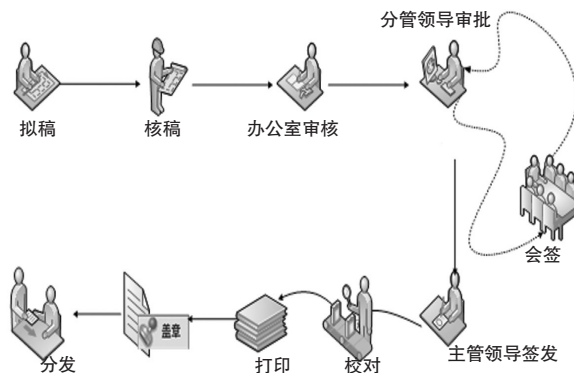 分管领导审批
拟稿
核稿
办公室审核
会签
主管领导签发
校对
打印
盖章
分发